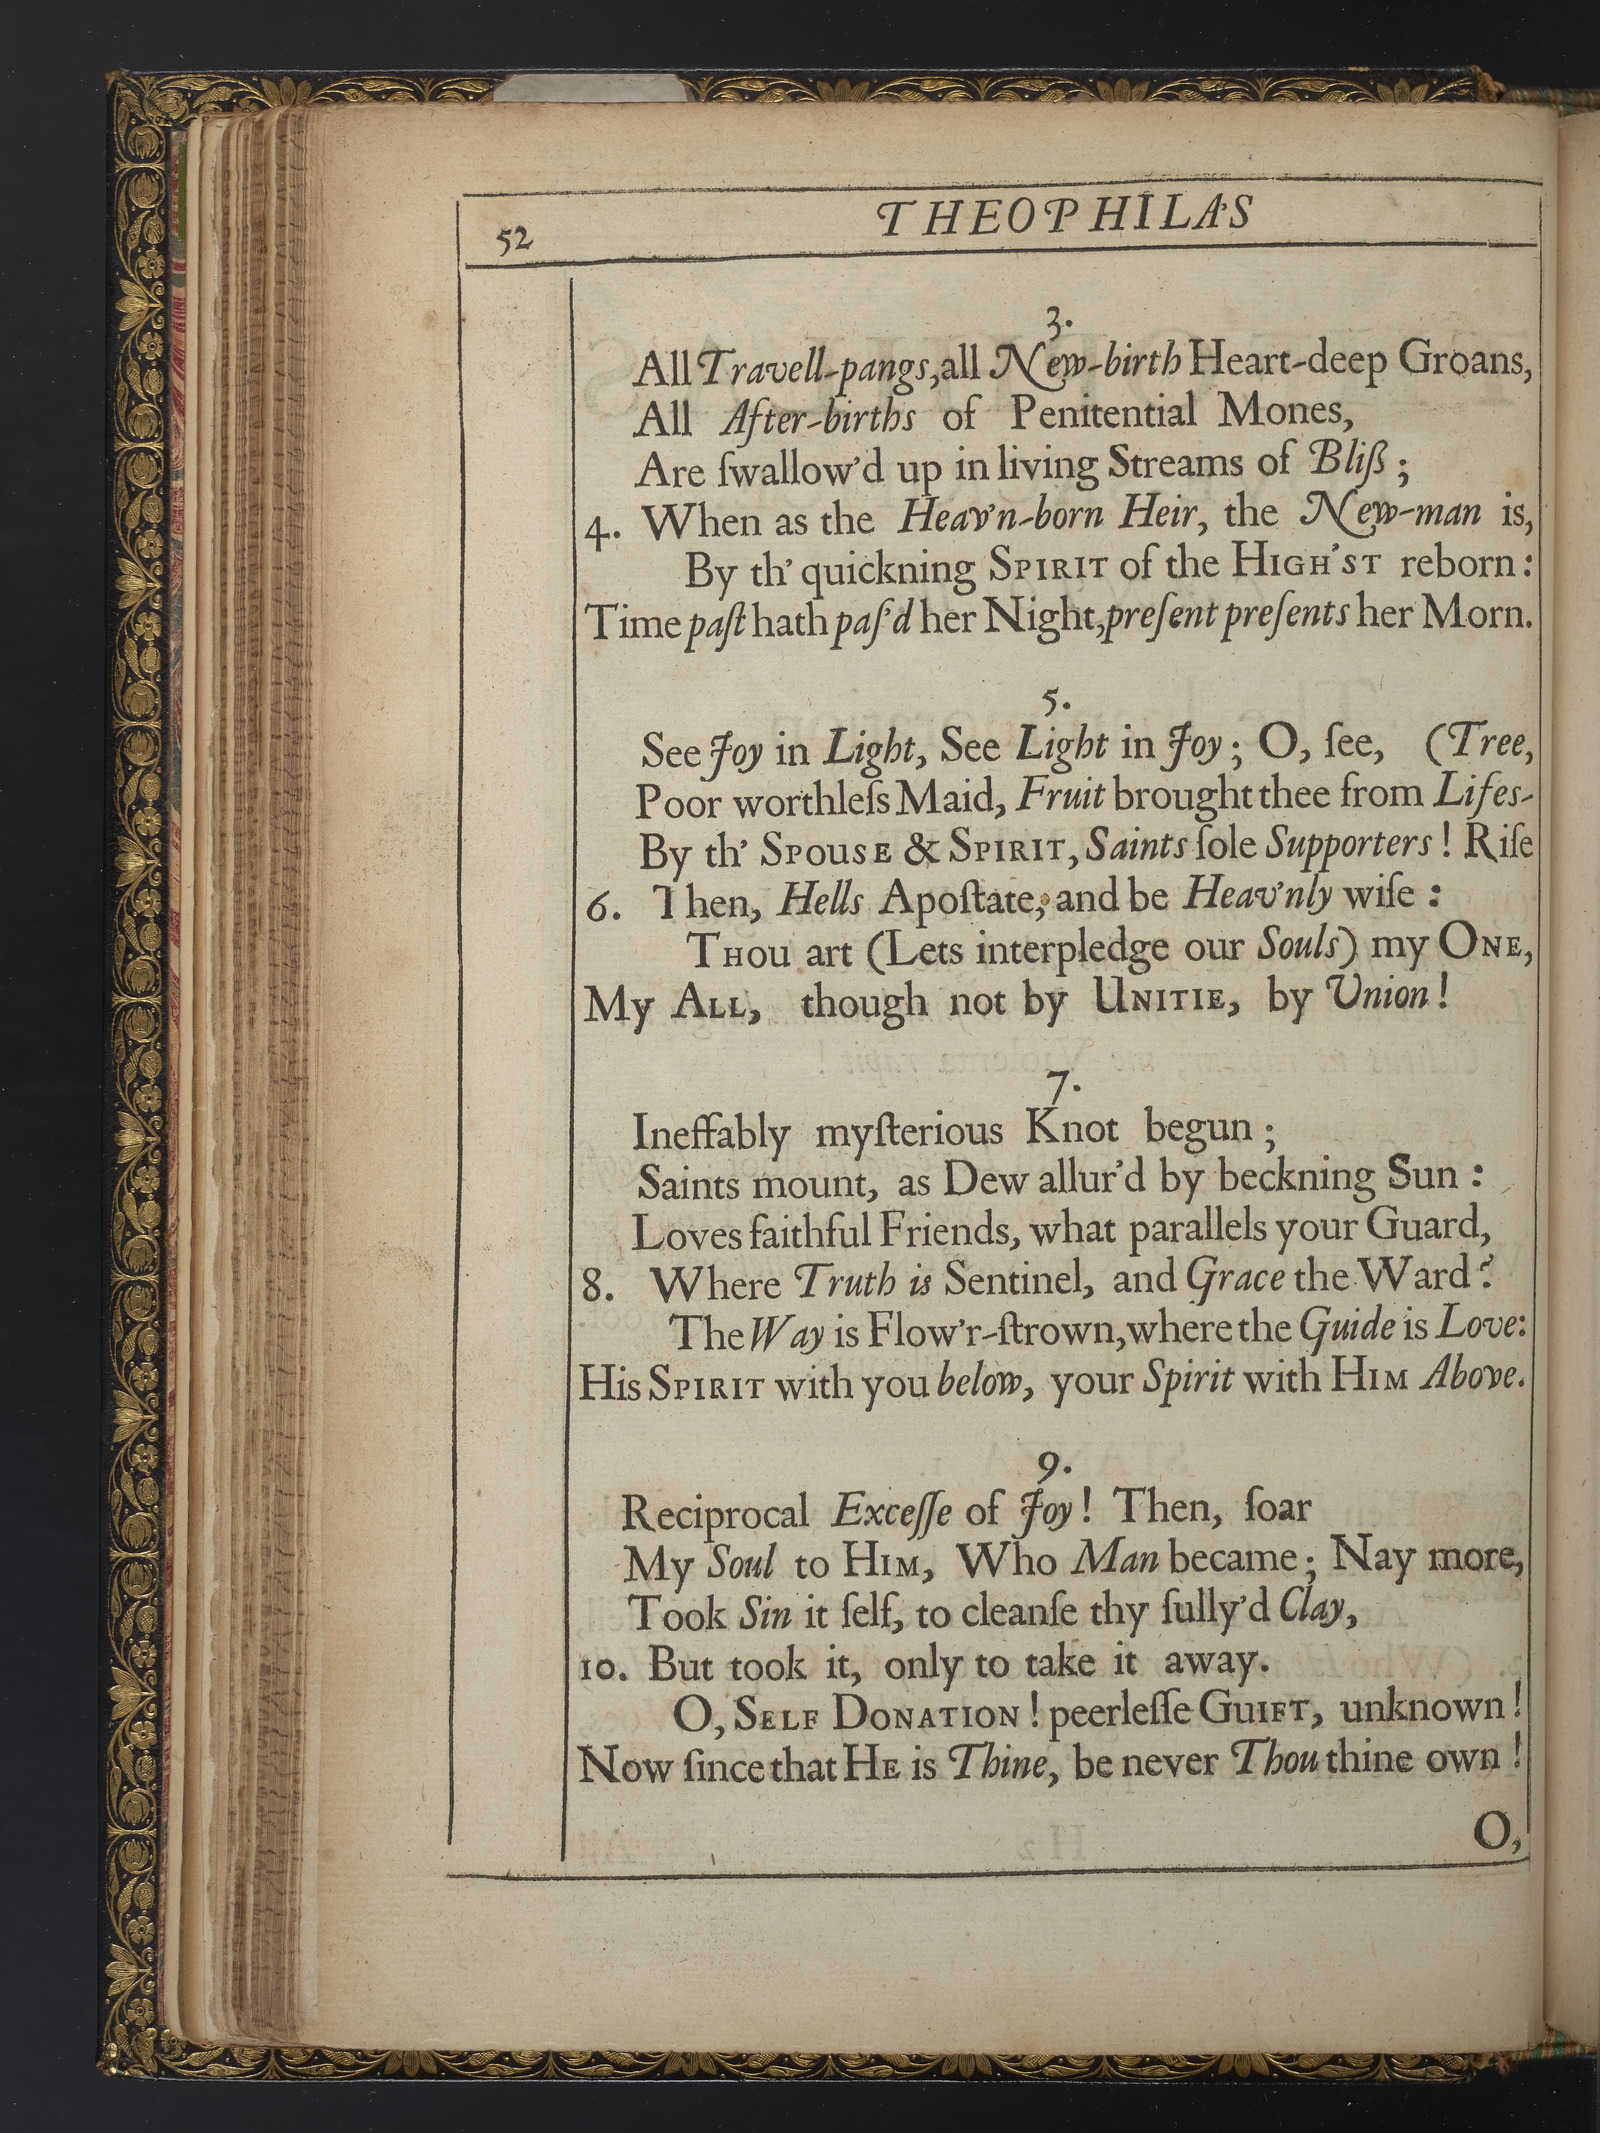 52
THEOPHILA'S
3.
All Travell-pangs, all New-birth Heart-deep Groans,
All After-births of Penitential Mones,
Are ſwallow'd up in living Streams of Bliß;
4. When as the Heav'n-born Heir, the New-man is,
By th' quickning SPIRIT of the HIGH'ST reborn:
Time paſt hath paſ'd her Night, preſent preſents her Morn.
5.
See Joy in Light, See Light in Joy; O, ſee, (Tree,
Poor worthleſs Maid, Fruit brought thee from Lifes-
By th' SPOUSE & SPIRIT, Saints ſole Supporters! Riſe
6. Then, Hells Apoſtate, and be Heav'nly wiſe:
THOU art (Lets interpledge our Souls) my ONE,
My ALL, though not by UNITIE, by Union!
7.
Ineffably myſterious Knot begun;
Saints mount, as Dew allur'd by beckning Sun:
Loves faithful Friends, what parallels your Guard,
8. Where Truth is Sentinel, and Grace the Ward?
The Way is Flow'r-ſtrown, where the Guide is Love:
His SPIRIT with you below, your Spirit with HIM Above.
9.
Reciprocal Exceſſe of Joy! Then, ſoar
My Soul to HIM, Who Man became; Nay more,
Took Sin it ſelf, to cleanſe thy ſully'd Clay,
10. But took it, only to take it away.
O, SELF DONATION! peerleſſe GUIFT, unknown!
Now ſince that HE is Thine, be never Thou thine own!
O,